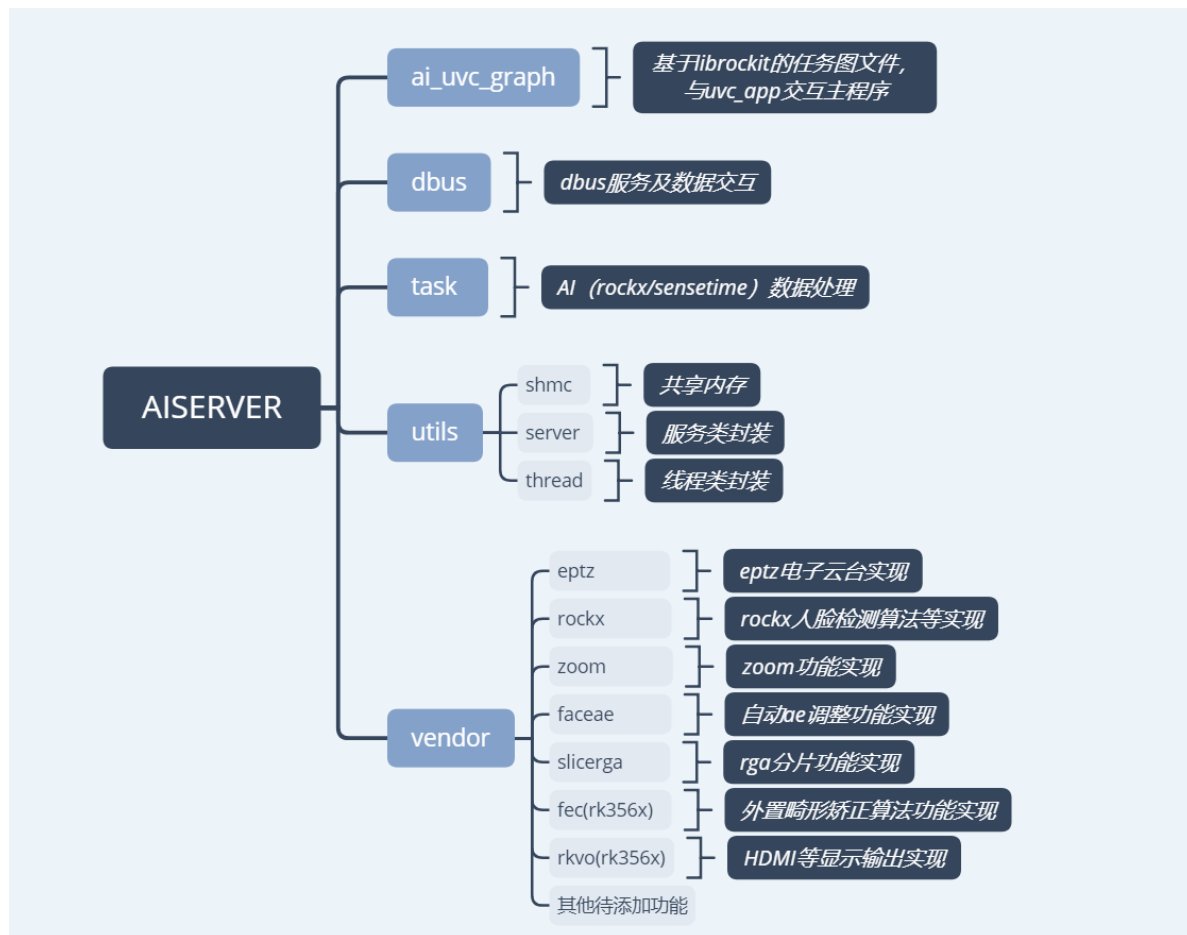 ai_uvc_graph
基于librockit的任务图文件，
与uvc_app交互主程序
dbus
dbus服务及数据交互
task
AI（rockx/sensetime）数据处理
AISERVER
utils
shmc
共享内存
server
服务类封装
thread
线程类封装
vendor
eptz
eptz电子云台实现
rockx
rockx人脸检测算法等实现
zoom
zoom功能实现
faceae
自动ae调整功能实现
slicerga
rga分片功能实现
fec(rk356x)
外置畸形矫正算法功能实现
rkvo(rk356x)
HDMI等显示输出实现
其他待添加功能